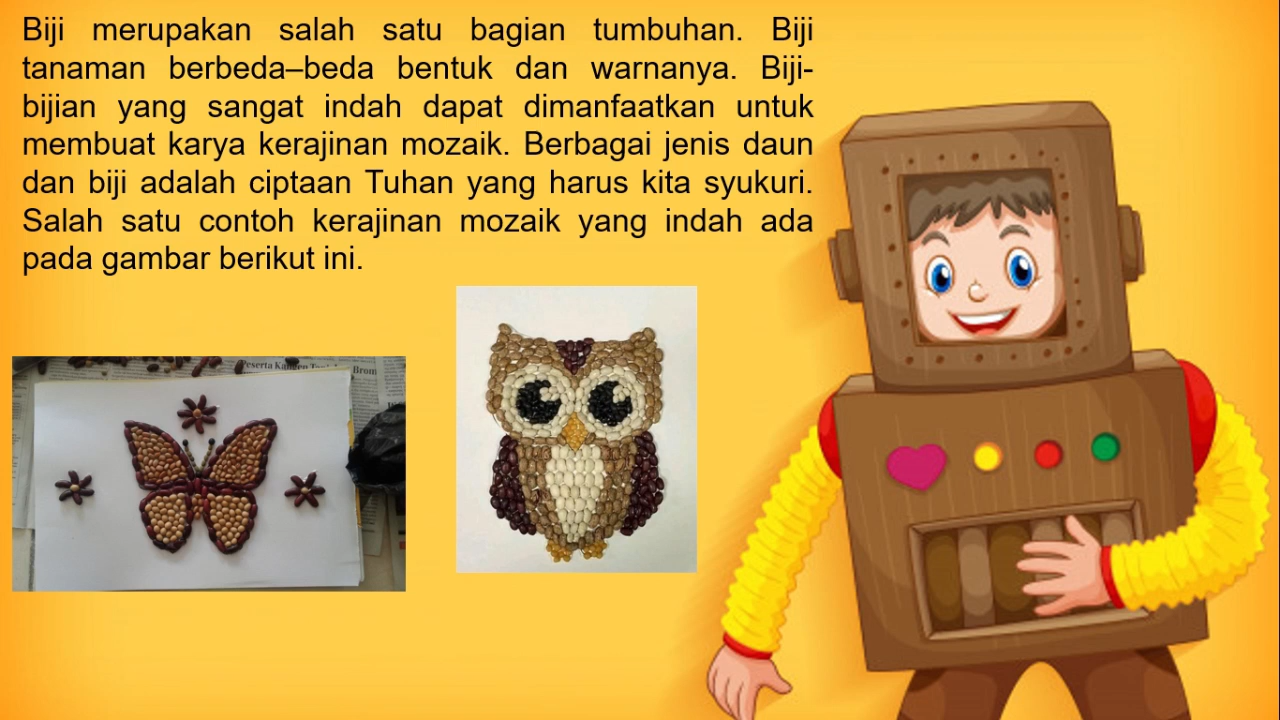 Biji merupakan salah satu bagian tumbuhan. Biji
tanaman berbeda–beda bentuk dan warnanya. Biji-
bijian yang sangat indah dapat dimanfaatkan untuk
membuat karya kerajinan mozaik. Berbagai jenis daun
dan biji adalah ciptaan Tuhan yang harus kita syukuri.
Salah satu contoh kerajinan mozaik yang indah ada
pada gambar berikut ini.